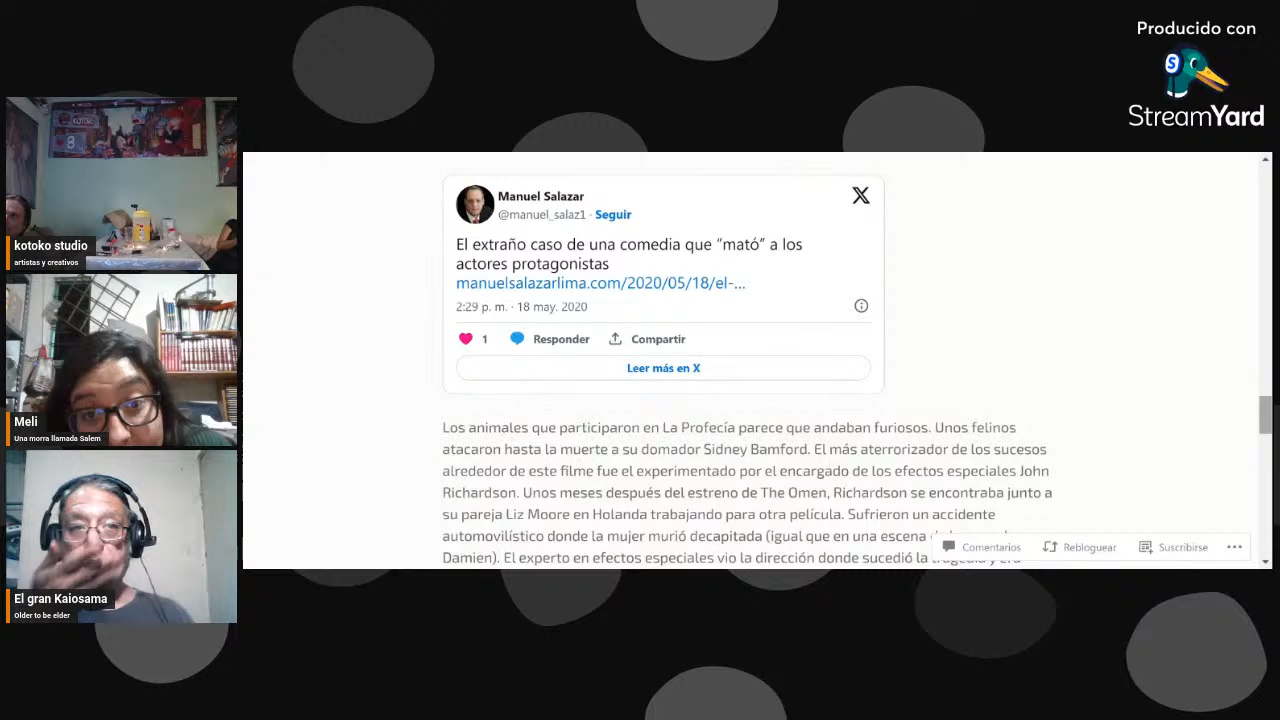 Producido con
StreamYard
kotoko studio
artistas y creativos
Meli
Una morra llamada Salem
El gran Kaiosama
Older to be elder
Manuel Salazar
@manuel_salaz1 · Seguir
El extraño caso de una comedia que “mató” a los
actores protagonistas
manuelsalazarlima.com/2020/05/18/el-...
2:29 p. m. · 18 may. 2020
1 Responder Compartir
Leer más en X
Los animales que participaron en La Profecía parece que andaban furiosos. Unos felinos
atacaron hasta la muerte a su domador Sidney Bamford. El más aterrorizador de los sucesos
alrededor de este filme fue el experimentado por el encargado de los efectos especiales John
Richardson. Unos meses después del estreno de The Omen, Richardson se encontraba junto a
su pareja Liz Moore en Holanda trabajando para otra película. Sufrieron un accidente
automovilístico donde la mujer murió decapitada (igual que en una escena
Damien). El experto en efectos especiales vio la dirección donde sucedió la tragedia y era
Comentarios Rebloguear Suscribirse